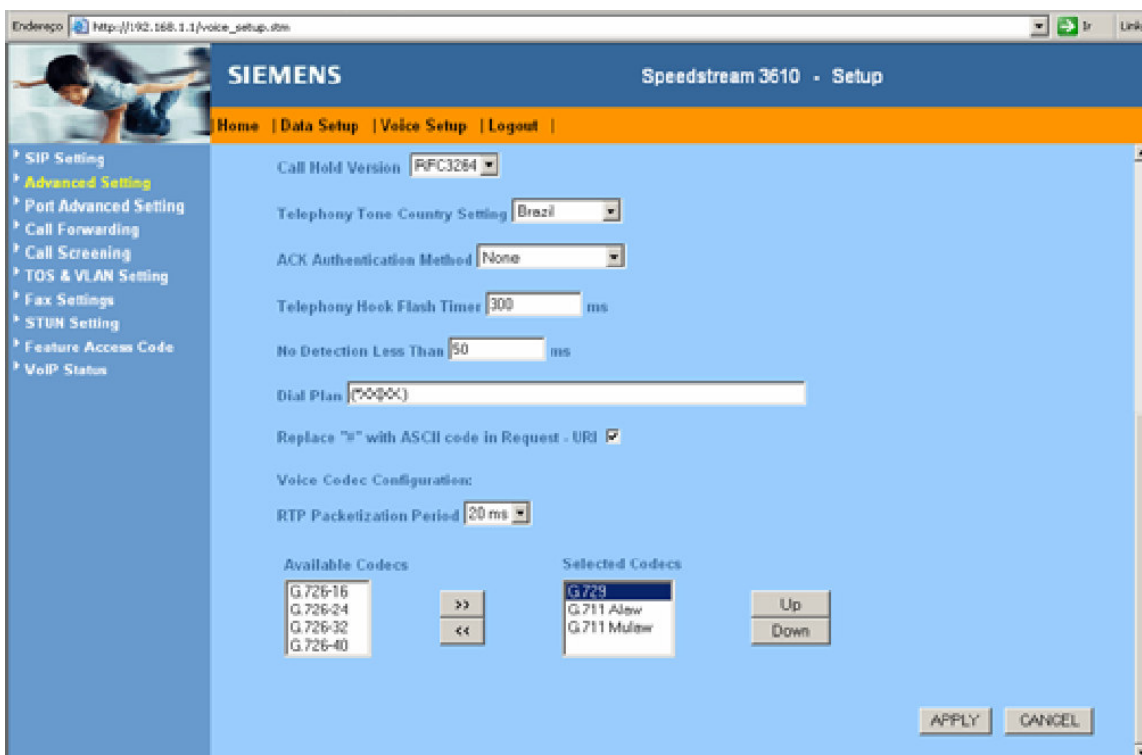 Endereço http://192.168.1.1/voice_setup.stm Ir Link
SIEMENS Speedstream 3610 - Setup
| Home | Data Setup | Voice Setup | Logout |
SIP Setting
Advanced Setting
Port Advanced Setting
Call Forwarding
Call Screening
TOS & VLAN Setting
Fax Settings
STUN Setting
Feature Access Code
VoIP Status
Call Hold Version RFC3264
Telephony Tone Country Setting Brazil
ACK Authentication Method None
Telephony Hook Flash Timer 300 ms
No Detection Less Than 50 ms
Dial Plan
Replace "#" with ASCII code in Request - URI
Voice Codec Configuration:
RTP Packetization Period 20 ms
Available Codecs Selected Codecs
G.726-16
G.726-24
G.726-32
G.726-40
>>
<<
G.729
G.711 Alaw
G.711 Mulaw
Up
Down
APPLY CANCEL